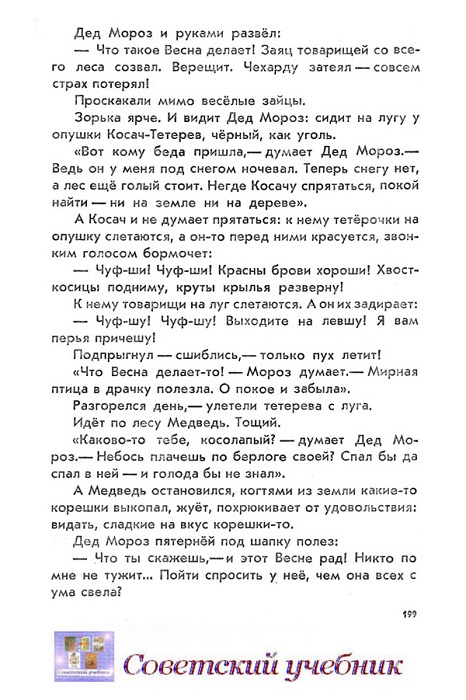 Дед Мороз и руками развёл:
— Что такое Весна делает! Заяц товарищей со все-
го леса созвал. Верещит. Чехарду затеял — совсем
страх потерял!
Проскакали мимо весёлые зайцы.
Зорька ярче. И видит Дед Мороз: сидит на лугу у
опушки Косач-Тетерев, чёрный, как уголь.
«Вот кому беда пришла,— думает Дед Мороз.—
Ведь он у меня под снегом ночевал. Теперь снегу нет,
а лес ещё голый стоит. Негде Косачу спрятаться, покой
найти — ни на земле ни на дереве».
А Косач и не думает прятаться: к нему тетёрочки на
опушку слетаются, а он-то перед ними красуется, звон-
ким голосом бормочет:
— Чуф-ши! Чуф-ши! Красны брови хороши! Хвост-
косицы подниму, круты крылья разверну!
К нему товарищи на луг слетаются. А он их задирает:
— Чуф-шу! Чуф-шу! Выходите на левшу! Я вам
перья причешу!
Подпрыгнул — сшиблись,— только пух летит!
«Что Весна делает-то! — Мороз думает.— Мирная
птица в драчку полезла. О покое и забыла».
Разгорелся день,— улетели тетерева с луга.
Идёт по лесу Медведь. Тощий.
«Каково-то тебе, косолапый? — думает Дед Мо-
роз.— Небось плачешь по берлоге своей? Спал бы да
спал в ней — и голода бы не знал».
А Медведь остановился, когтями из земли какие-то
корешки выкопал, жуёт, похрюкивает от удовольствия:
видать, сладкие на вкус корешки-то.
Дед Мороз пятернёй под шапку полез:
— Что ты скажешь,— и этот Весне рад! Никто по
мне не тужит... Пойти спросить у неё, чем она всех с
ума свела?
199
Советский учебник